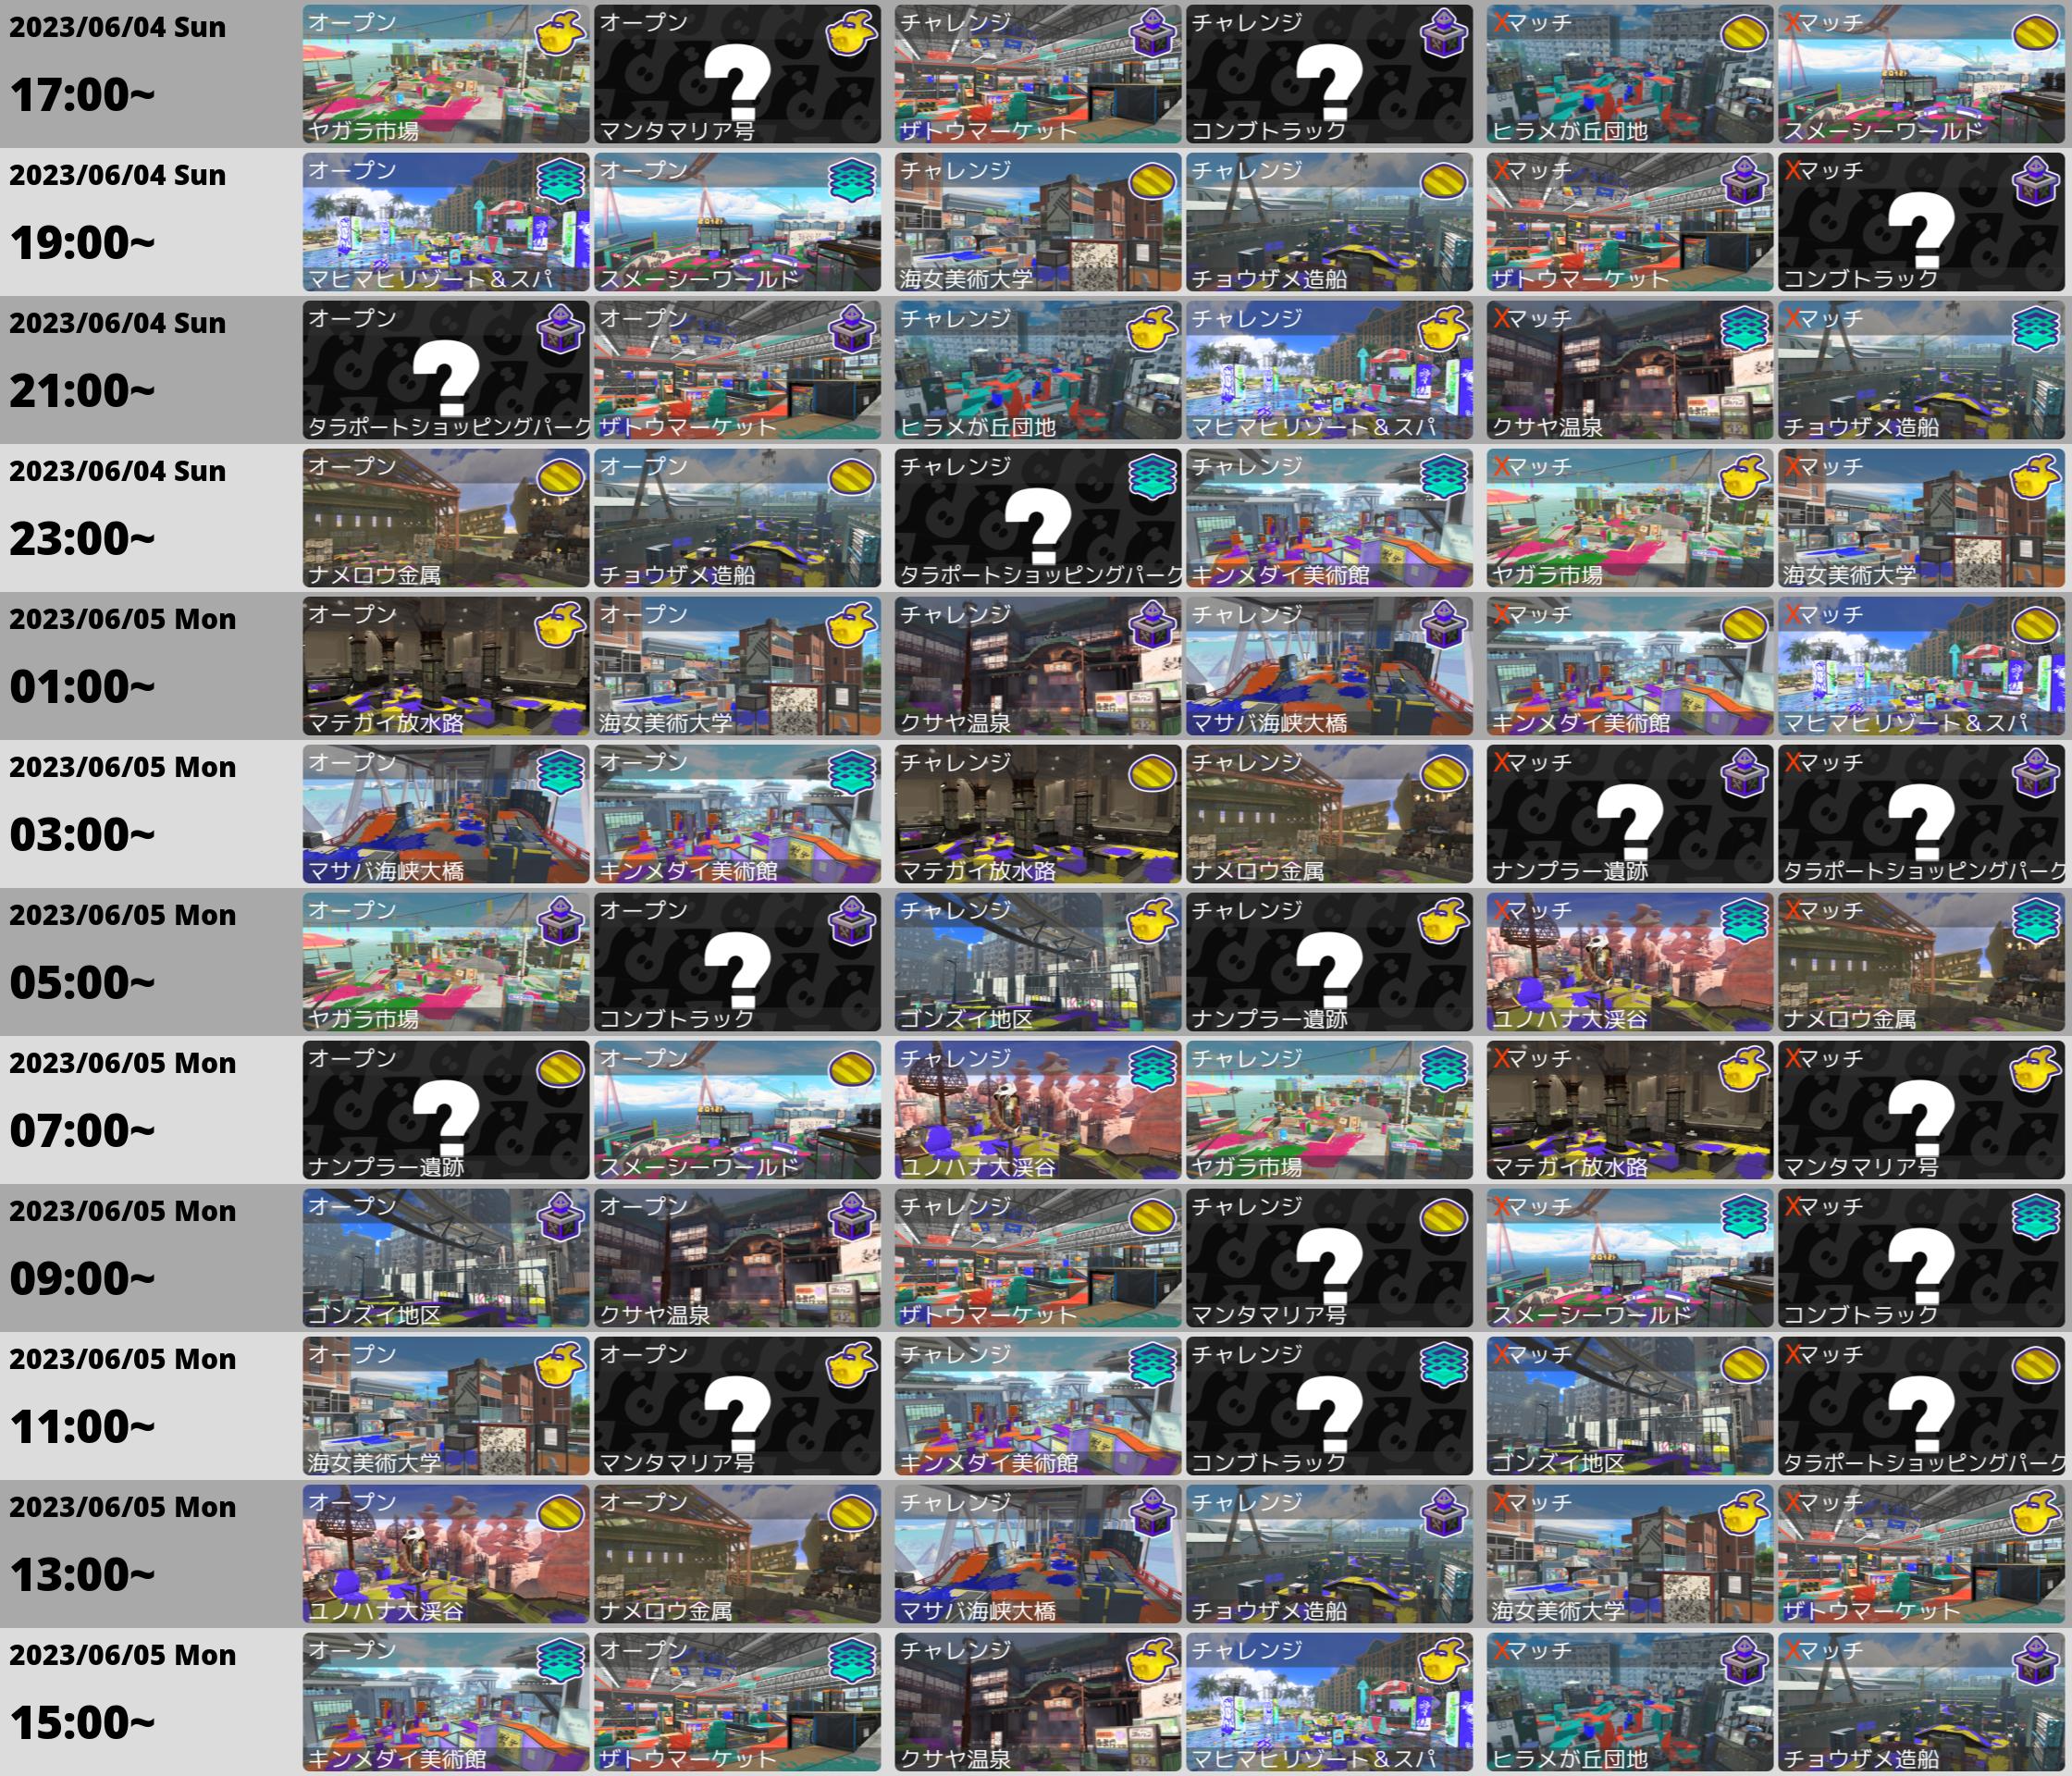 2023/06/04 Sun
17:00~
オープン オープン チャレンジ チャレンジ Xマッチ Xマッチ
ヤガラ市場 マンタマリア号 ザトウマーケット コンブトラック ヒラメが丘団地 スメーシーワールド
2023/06/04 Sun
19:00~
オープン オープン チャレンジ チャレンジ Xマッチ Xマッチ
マヒマヒリゾート&スパ スメーシーワールド 海女美術大学 チョウザメ造船 ザトウマーケット コンブトラック
2023/06/04 Sun
21:00~
オープン オープン チャレンジ チャレンジ Xマッチ Xマッチ
タラポートショッピングパーク ザトウマーケット ヒラメが丘団地 マヒマヒリゾート&スパ クサヤ温泉 チョウザメ造船
2023/06/04 Sun
23:00~
オープン オープン チャレンジ チャレンジ Xマッチ Xマッチ
ナメロウ金属 チョウザメ造船 タラポートショッピングパーク キンメダイ美術館 ヤガラ市場 海女美術大学
2023/06/05 Mon
01:00~
オープン オープン チャレンジ チャレンジ Xマッチ Xマッチ
マテガイ放水路 海女美術大学 クサヤ温泉 マサバ海峡大橋 キンメダイ美術館 マヒマヒリゾート&スパ
2023/06/05 Mon
03:00~
オープン オープン チャレンジ チャレンジ Xマッチ Xマッチ
マサバ海峡大橋 キンメダイ美術館 マテガイ放水路 ナメロウ金属 ナンプラー遺跡 タラポートショッピングパーク
2023/06/05 Mon
05:00~
オープン オープン チャレンジ チャレンジ Xマッチ Xマッチ
ヤガラ市場 コンブトラック ゴンズイ地区 ナンプラー遺跡 ユノハナ大渓谷 ナメロウ金属
2023/06/05 Mon
07:00~
オープン オープン チャレンジ チャレンジ Xマッチ Xマッチ
ナンプラー遺跡 スメーシーワールド ユノハナ大渓谷 ヤガラ市場 マテガイ放水路 マンタマリア号
2023/06/05 Mon
09:00~
オープン オープン チャレンジ チャレンジ Xマッチ Xマッチ
ゴンズイ地区 クサヤ温泉 ザトウマーケット マンタマリア号 スメーシーワールド コンブトラック
2023/06/05 Mon
11:00~
オープン オープン チャレンジ チャレンジ Xマッチ Xマッチ
海女美術大学 マンタマリア号 キンメダイ美術館 コンブトラック ゴンズイ地区 タラポートショッピングパーク
2023/06/05 Mon
13:00~
オープン オープン チャレンジ チャレンジ Xマッチ Xマッチ
ユノハナ大渓谷 ナメロウ金属 マサバ海峡大橋 チョウザメ造船 海女美術大学 ザトウマーケット
2023/06/05 Mon
15:00~
オープン オープン チャレンジ チャレンジ Xマッチ Xマッチ
キンメダイ美術館 ザトウマーケット クサヤ温泉 マヒマヒリゾート&スパ ヒラメが丘団地 チョウザメ造船